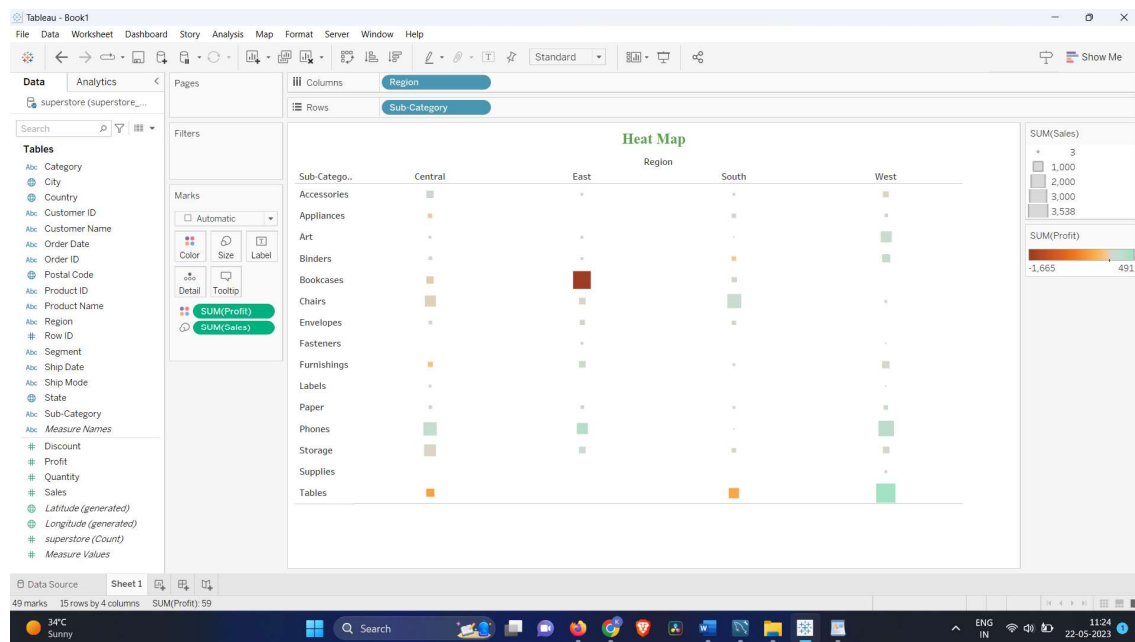 Tableau - Book1
File Data Worksheet Dashboard Story Analysis Map Format Server Window Help
Standard
Show Me
Data Analytics
superstore (superstore_...
Search
Tables
Abc Category
City
Country
Abc Customer ID
Abc Customer Name
Abc Order Date
Abc Order ID
Postal Code
Abc Product ID
Abc Product Name
Abc Region
# Row ID
Abc Segment
Abc Ship Date
Abc Ship Mode
State
Abc Sub-Category
Abc Measure Names
# Discount
# Profit
# Quantity
# Sales
Latitude (generated)
Longitude (generated)
# superstore (Count)
# Measure Values
Pages
Filters
Marks
Automatic
Color Size Label
Detail Tooltip
SUM(Profit)
SUM(Sales)
Columns Region
Rows Sub-Category
Heat Map
Region
Sub-Catego.. Central East South West
Accessories
Appliances
Art
Binders
Bookcases
Chairs
Envelopes
Fasteners
Furnishings
Labels
Paper
Phones
Storage
Supplies
Tables
SUM(Sales)
3
1,000
2,000
3,000
3,538
SUM(Profit)
-1,665 491
Data Source Sheet 1
49 marks 15 rows by 4 columns SUM(Profit): 59
34°C
Sunny
Search
ENG
IN
11:24
22-05-2023
1